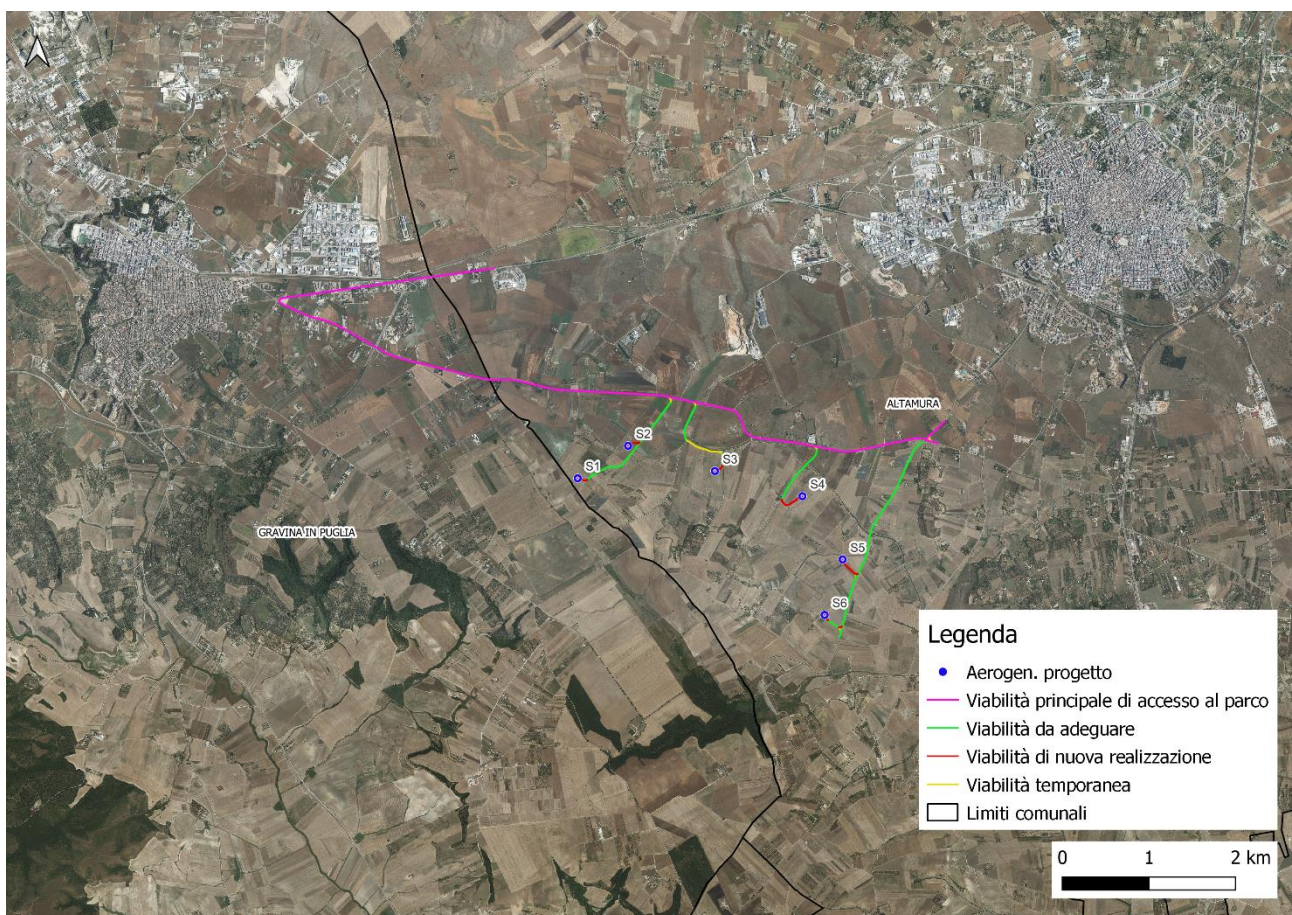 ALTAMURA
S2
S1
S3
S4
GRAVINA IN PUGLIA
S5
S6
Legenda
Aerogen. progetto
Viabilità principale di accesso al parco
Viabilità da adeguare
Viabilità di nuova realizzazione
Viabilità temporanea
Limiti comunali
0 1 2 km